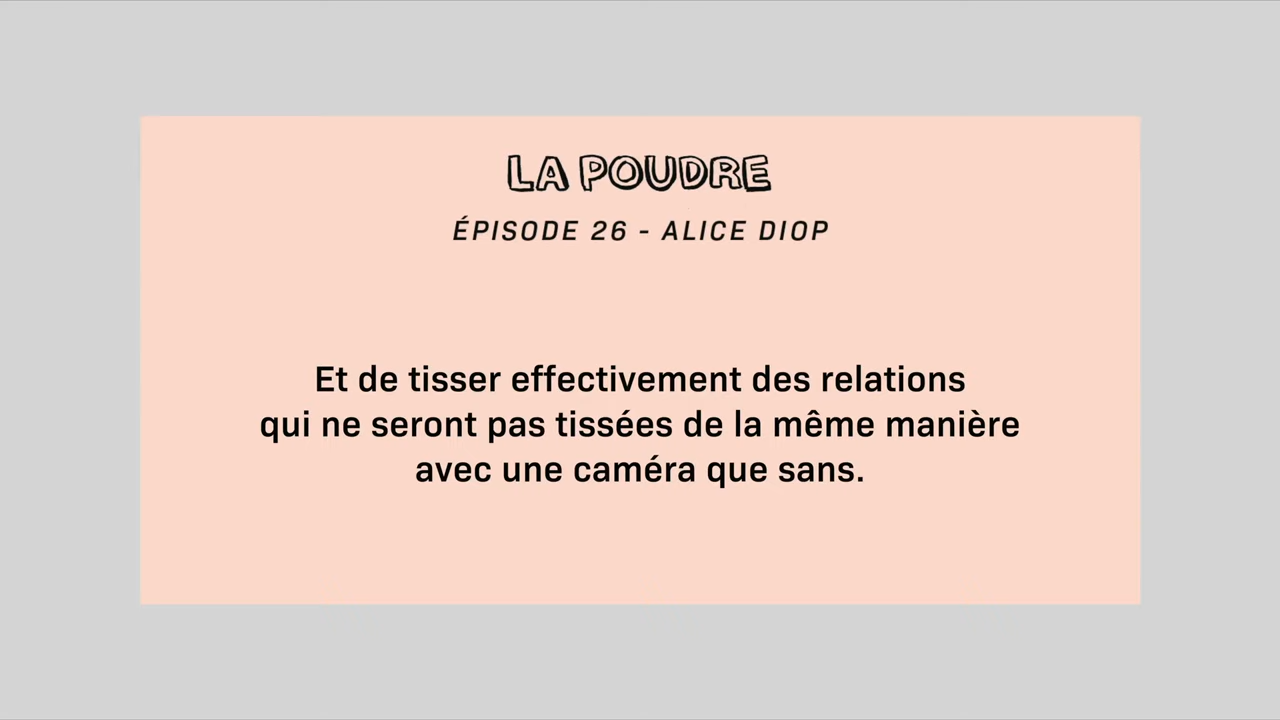 LA POUDRE
ÉPISODE 26 - ALICE DIOP
Et de tisser effectivement des relations
qui ne seront pas tissées de la même manière
avec une caméra que sans.